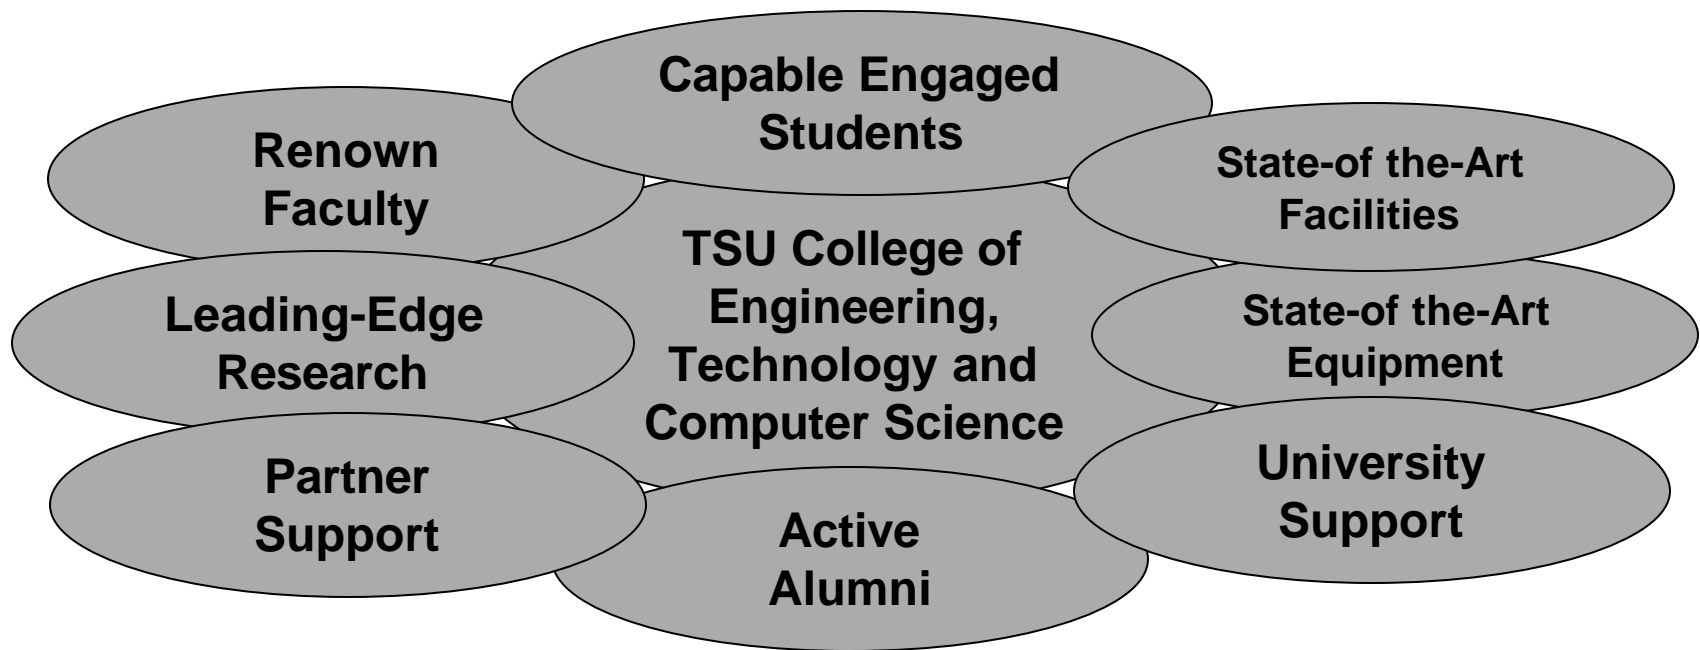 Capable Engaged
Students
Renown
Faculty
State-of the-Art
Facilities
TSU College of
Engineering,
Technology and
Computer Science
Leading-Edge
Research
State-of the-Art
Equipment
Partner
Support
University
Support
Active
Alumni